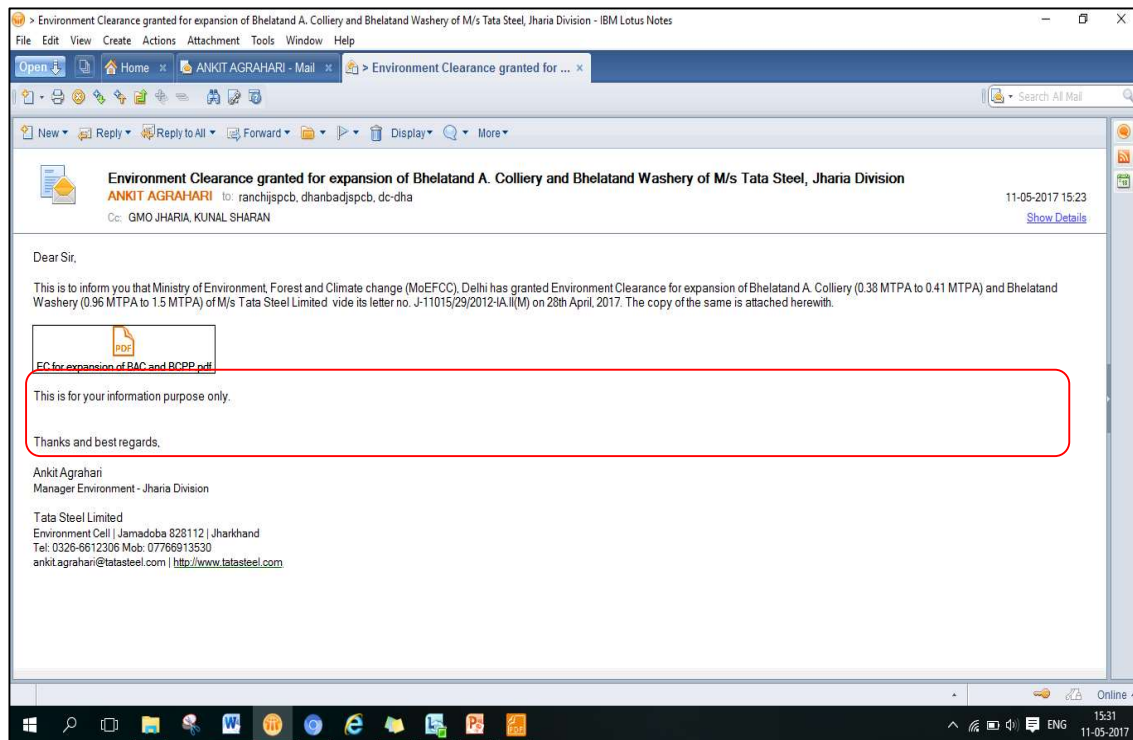 > Environment Clearance granted for expansion of Bhelatand A. Colliery and Bhelatand Washery of M/s Tata Steel, Jharia Division - IBM Lotus Notes
File Edit View Create Actions Attachment Tools Window Help
Open Home × ANKIT AGRAHARI - Mail × > Environment Clearance granted for ... ×
Search All Mail
New Reply Reply to All Forward Display More
Environment Clearance granted for expansion of Bhelatand A. Colliery and Bhelatand Washery of M/s Tata Steel, Jharia Division
ANKIT AGRAHARI to: ranchijspcb, dhanbadjspcb, dc-dha 11-05-2017 15:23
Cc: GMO JHARIA, KUNAL SHARAN Show Details
Dear Sir,
This is to inform you that Ministry of Environment, Forest and Climate change (MoEFCC), Delhi has granted Environment Clearance for expansion of Bhelatand A. Colliery (0.38 MTPA to 0.41 MTPA) and Bhelatand
Washery (0.96 MTPA to 1.5 MTPA) of M/s Tata Steel Limited vide its letter no. J-11015/29/2012-IA.II(M) on 28th April, 2017. The copy of the same is attached herewith.
PDF
EC for expansion of BAC and BCPP.pdf
This is for your information purpose only.
Thanks and best regards,
Ankit Agrahari
Manager Environment - Jharia Division
Tata Steel Limited
Environment Cell | Jamadoba 828112 | Jharkhand
Tel: 0326-6612306 Mob: 07766913530
ankit.agrahari@tatasteel.com | http://www.tatasteel.com
Online
ENG 15:31
11-05-2017